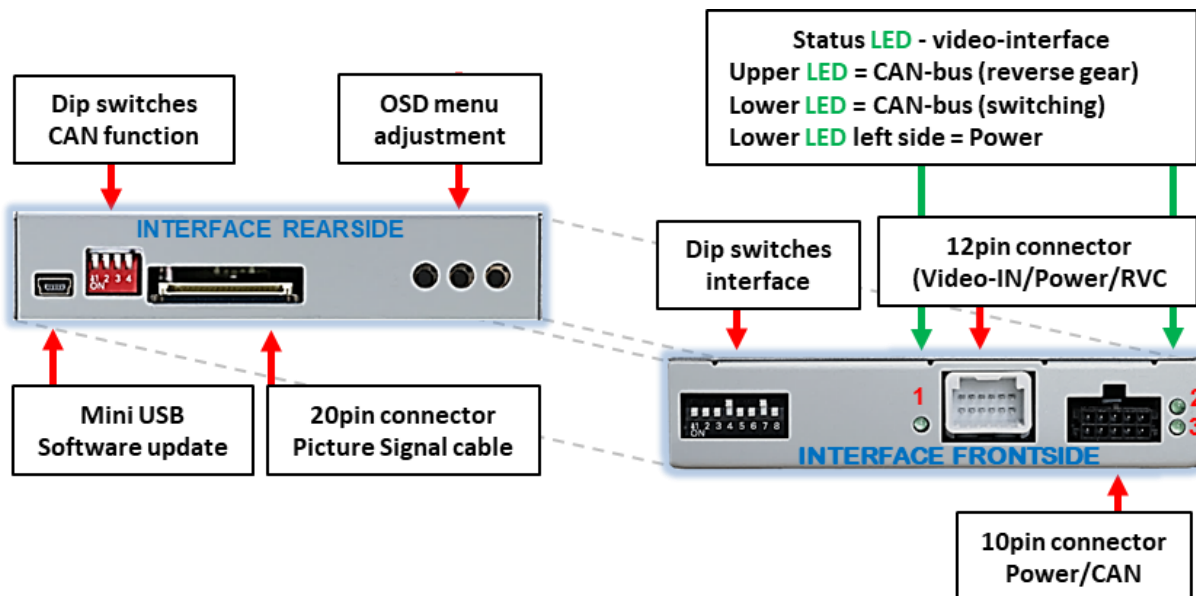 Status LED - video-interface
Upper LED = CAN-bus (reverse gear)
Lower LED = CAN-bus (switching)
Lower LED left side = Power
Dip switches
CAN function
OSD menu
adjustment
INTERFACE REARSIDE
1 2 3 4
ON
Dip switches
interface
12pin connector
(Video-IN/Power/RVC
Mini USB
Software update
20pin connector
Picture Signal cable
1
2
3
1 2 3 4 5 6 7 8
ON
INTERFACE FRONTSIDE
10pin connector
Power/CAN